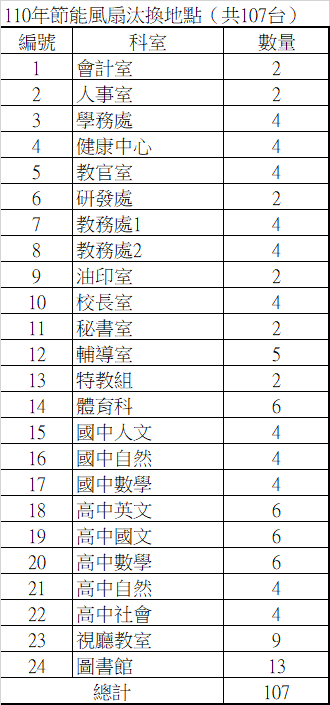 110年節能風扇汰換地點（共107台）
編號 科室 數量
1 會計室 2
2 人事室 2
3 學務處 4
4 健康中心 4
5 教官室 4
6 研發處 2
7 教務處1 4
8 教務處2 4
9 油印室 2
10 校長室 4
11 秘書室 2
12 輔導室 5
13 特教組 2
14 體育科 6
15 國中人文 4
16 國中自然 4
17 國中數學 4
18 高中英文 6
19 高中國文 6
20 高中數學 6
21 高中自然 4
22 高中社會 4
23 視聽教室 9
24 圖書館 13
總計 107